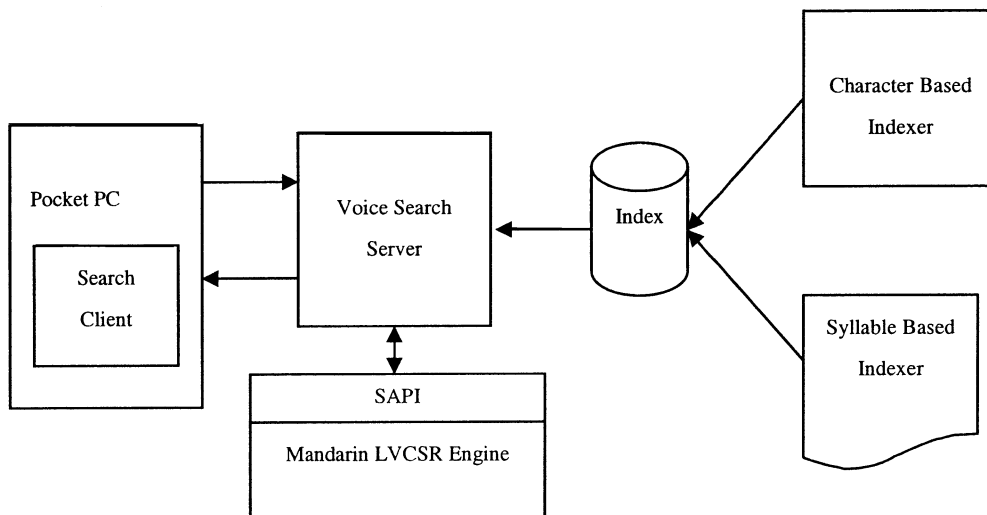 Pocket PC
Search
Client
Voice Search
Server
SAPI
Mandarin LVCSR Engine
Index
Character Based
Indexer
Syllable Based
Indexer